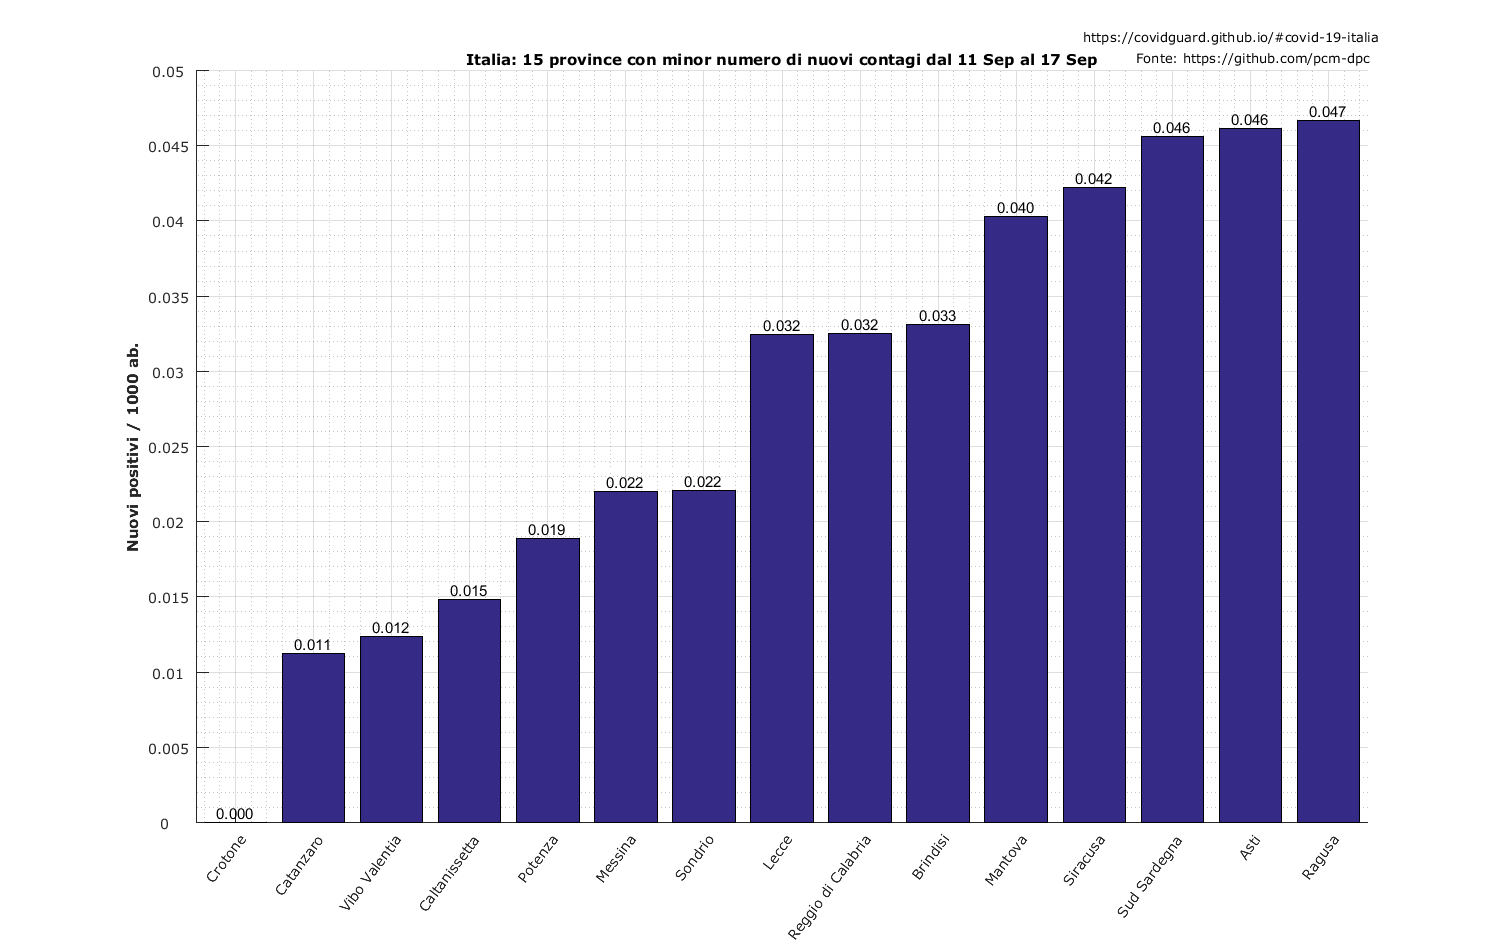 https://covidguard.github.io/#covid-19-italia
Italia: 15 province con minor numero di nuovi contagi dal 11 Sep al 17 Sep
Fonte: https://github.com/pcm-dpc
Nuovi positivi / 1000 ab.
0.05
0.045
0.04
0.035
0.03
0.025
0.02
0.015
0.01
0.005
0
0.000
0.011
0.012
0.015
0.019
0.022
0.022
0.032
0.032
0.033
0.040
0.042
0.046
0.046
0.047
Crotone
Catanzaro
Vibo Valentia
Caltanissetta
Potenza
Messina
Sondrio
Lecce
Reggio di Calabria
Brindisi
Mantova
Siracusa
Sud Sardegna
Asti
Ragusa